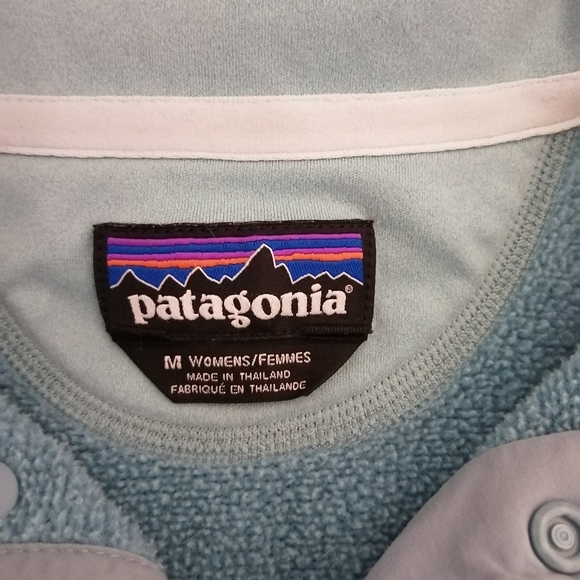 patagonia®
M WOMENS/FEMMES
MADE IN THAILAND
FABRIQUÉ EN THAILANDE